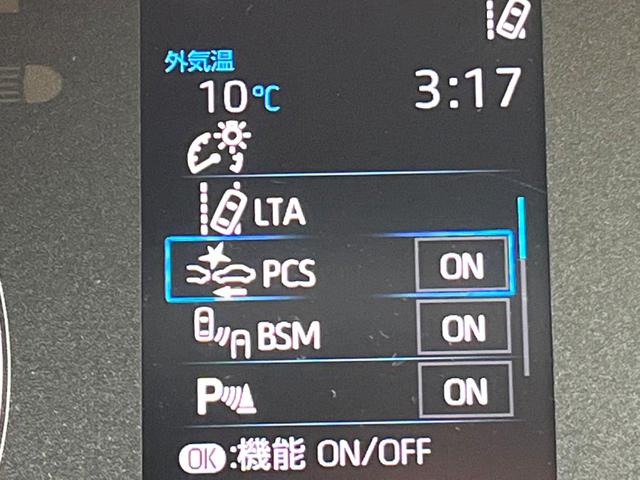 外気温
10℃ 3:17
LTA
PCS ON
BSM ON
P ON
OK:機能 ON/OFF